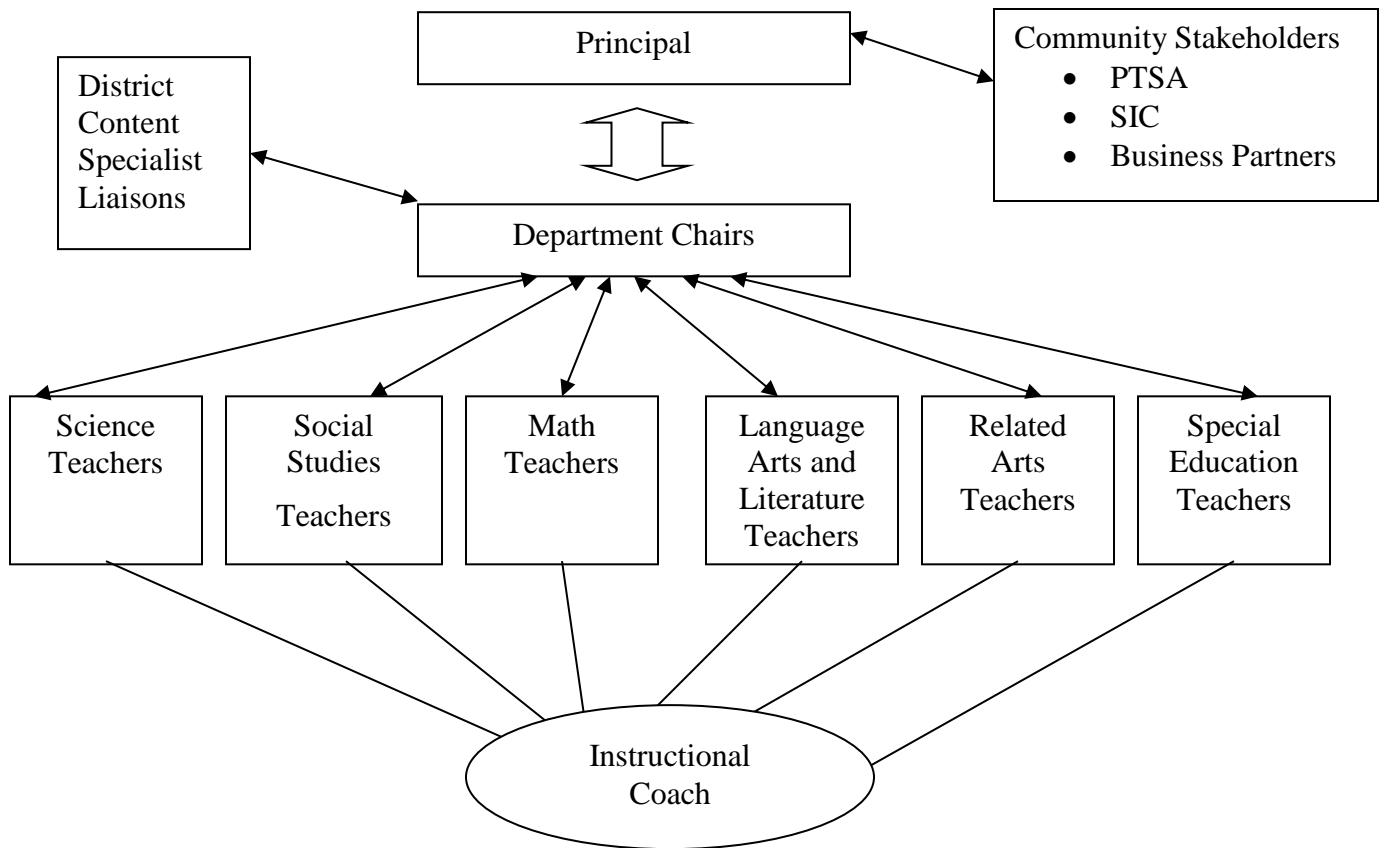 Principal
Community Stakeholders
• PTSA
• SIC
• Business Partners
District
Content
Specialist
Liaisons
Department Chairs
Science
Teachers
Social
Studies
Teachers
Math
Teachers
Language
Arts and
Literature
Teachers
Related
Arts
Teachers
Special
Education
Teachers
Instructional
Coach